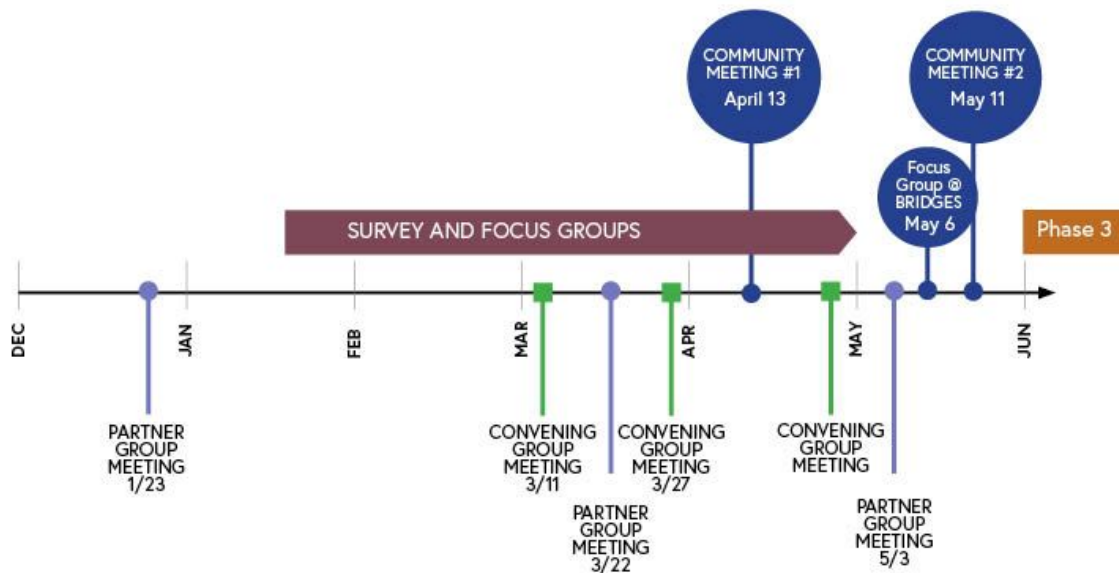 COMMUNITY
MEETING #1
April 13
COMMUNITY
MEETING #2
May 11
Focus
Group @
BRIDGES
May 6
SURVEY AND FOCUS GROUPS
Phase 3
DEC
JAN
FEB
MAR
APR
MAY
JUN
PARTNER
GROUP
MEETING
1/23
CONVENING
GROUP
MEETING
3/11
PARTNER
GROUP
MEETING
3/22
CONVENING
GROUP
MEETING
3/27
CONVENING
GROUP
MEETING
PARTNER
GROUP
MEETING
5/3